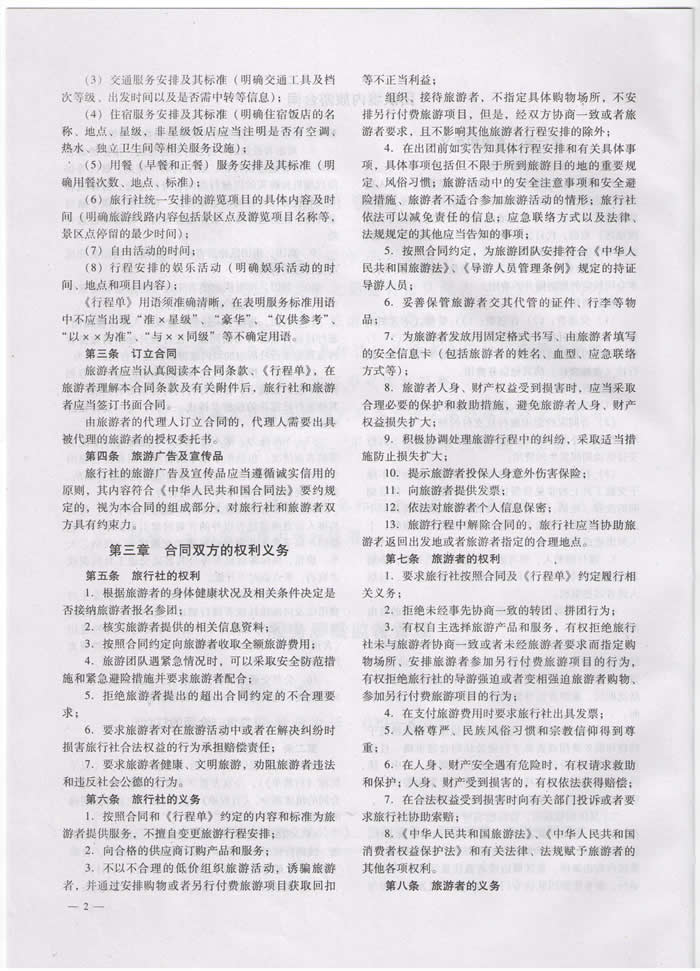 （3）交通服务安排及其标准（明确交通工具及档
次等级、出发时间以及是否需中转等信息）；
（4）住宿服务安排及其标准（明确住宿饭店的名
称、地点、星级，非星级饭店应当注明是否有空调、
热水、独立卫生间等相关服务设施）；
（5）用餐（早餐和正餐）服务安排及其标准（明
确用餐次数、地点、标准）；
（6）旅行社统一安排的游览项目的具体内容及时
间（明确旅游线路内容包括景区点及游览项目名称等，
景区点停留的最少时间）；
（7）自由活动的时间；
（8）行程安排的娱乐活动（明确娱乐活动的时
间、地点和项目内容）；
《行程单》用语须准确清晰，在表明服务标准用语
中不应当出现“准×星级”、“豪华”、“仅供参考”、
“以××为准”、“与××同级”等不确定用语。
第三条　订立合同
旅游者应当认真阅读本合同条款、《行程单》，在
旅游者理解本合同条款及有关附件后，旅行社和旅游
者应当签订书面合同。
由旅游者的代理人订立合同的，代理人需要出具
被代理的旅游者的授权委托书。
第四条　旅游广告及宣传品
旅行社的旅游广告及宣传品应当遵循诚实信用的
原则，其内容符合《中华人民共和国合同法》要约规
定的，视为本合同的组成部分，对旅行社和旅游者双
方具有约束力。
第三章　合同双方的权利义务
第五条　旅行社的权利
1．根据旅游者的身体健康状况及相关条件决定是
否接纳旅游者报名参团；
2．核实旅游者提供的相关信息资料；
3．按照合同约定向旅游者收取全额旅游费用；
4．旅游团队遇紧急情况时，可以采取安全防范措
施和紧急避险措施并要求旅游者配合；
5．拒绝旅游者提出的超出合同约定的不合理要
求；
6．要求旅游者对在旅游活动中或者在解决纠纷时
损害旅行社合法权益的行为承担赔偿责任；
7．要求旅游者健康、文明旅游，劝阻旅游者违法
和违反社会公德的行为。
第六条　旅行社的义务
1．按照合同和《行程单》约定的内容和标准为旅
游者提供服务，不擅自变更旅游行程安排；
2．向合格的供应商订购产品和服务；
3．不以不合理的低价组织旅游活动，诱骗旅游
者，并通过安排购物或者另行付费旅游项目获取回扣
— 2 —
等不正当利益；
组织、接待旅游者，不指定具体购物场所，不安
排另行付费旅游项目，但是，经双方协商一致或者旅
游者要求，且不影响其他旅游者行程安排的除外；
4．在出团前如实告知具体行程安排和有关具体事
项，具体事项包括但不限于所到旅游目的地的重要规
定、风俗习惯；旅游活动中的安全注意事项和安全避
险措施、旅游者不适合参加旅游活动的情形；旅行社
依法可以减免责任的信息；应急联络方式以及法律、
法规规定的其他应当告知的事项；
5．按照合同约定，为旅游团队安排符合《中华人
民共和国旅游法》、《导游人员管理条例》规定的持证
导游人员；
6．妥善保管旅游者交其代管的证件、行李等物
品；
7．为旅游者发放用固定格式书写、由旅游者填写
的安全信息卡（包括旅游者的姓名、血型、应急联络
方式等）；
8．旅游者人身、财产权益受到损害时，应当采取
合理必要的保护和救助措施，避免旅游者人身、财产
权益损失扩大；
9．积极协调处理旅游行程中的纠纷，采取适当措
施防止损失扩大；
10．提示旅游者投保人身意外伤害保险；
11．向旅游者提供发票；
12．依法对旅游者个人信息保密；
13．旅游行程中解除合同的，旅行社应当协助旅
游者返回出发地或者旅游者指定的合理地点。
第七条　旅游者的权利
1．要求旅行社按照合同及《行程单》约定履行相
关义务；
2．拒绝未经事先协商一致的转团、拼团行为；
3．有权自主选择旅游产品和服务，有权拒绝旅行
社未与旅游者协商一致或者未经旅游者要求而指定购
物场所、安排旅游者参加另行付费旅游项目的行为，
有权拒绝旅行社的导游强迫或者变相强迫旅游者购物、
参加另行付费旅游项目的行为；
4．在支付旅游费用时要求旅行社出具发票；
5．人格尊严、民族风俗习惯和宗教信仰得到尊
重；
6．在人身、财产安全遇有危险时，有权请求救助
和保护；人身、财产受到损害的，有权依法获得赔偿；
7．在合法权益受到损害时向有关部门投诉或者要
求旅行社协助索赔；
8．《中华人民共和国旅游法》、《中华人民共和国
消费者权益保护法》和有关法律、法规赋予旅游者的
其他各项权利。
第八条　旅游者的义务